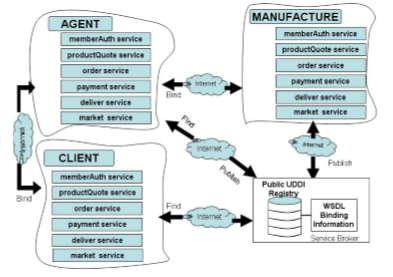 AGENT
memberAuth service
productQuote service
order service
payment service
deliver service
market service
MANUFACTURE
memberAuth service
productQuote service
order service
payment service
deliver service
market service
Internet
Bind
Internet
Bind
Find
Internet
Publish
Internet
Publish
CLIENT
memberAuth service
productQuote service
order service
payment service
deliver service
market service
Find
Internet
Public UDDI
Registry
WSDL
Binding
Information
Service Broker